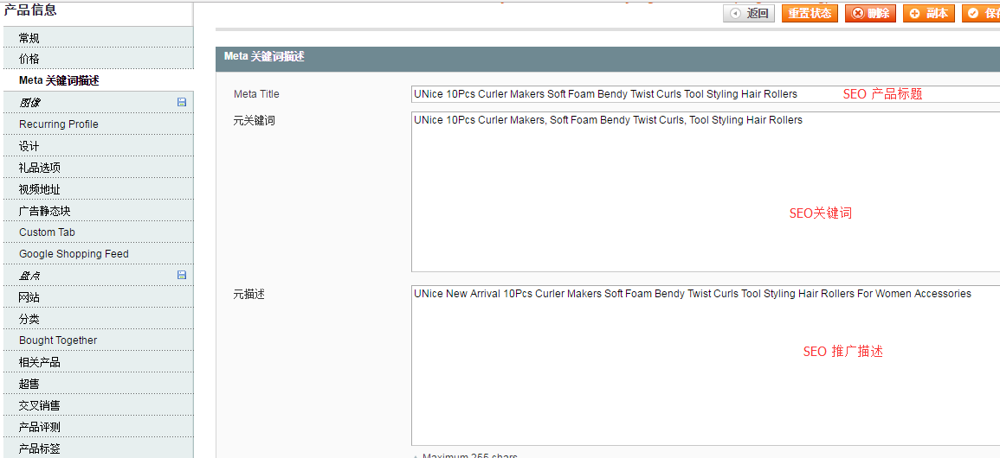 产品信息
返回
重置状态
删除
副本
常规
价格
Meta 关键词描述
图像
Recurring Profile
设计
礼品选项
视频地址
广告静态块
Custom Tab
Google Shopping Feed
盘点
网站
分类
Bought Together
相关产品
超售
交叉销售
产品评测
产品标签
Meta 关键词描述
Meta Title
UNice 10Pcs Curler Makers Soft Foam Bendy Twist Curls Tool Styling Hair Rollers
SEO 产品标题
元关键词
UNice 10Pcs Curler Makers, Soft Foam Bendy Twist Curls, Tool Styling Hair Rollers
SEO关键词
元描述
UNice New Arrival 10Pcs Curler Makers Soft Foam Bendy Twist Curls Tool Styling Hair Rollers For Women Accessories
SEO 推广描述
Maximum 255 chars